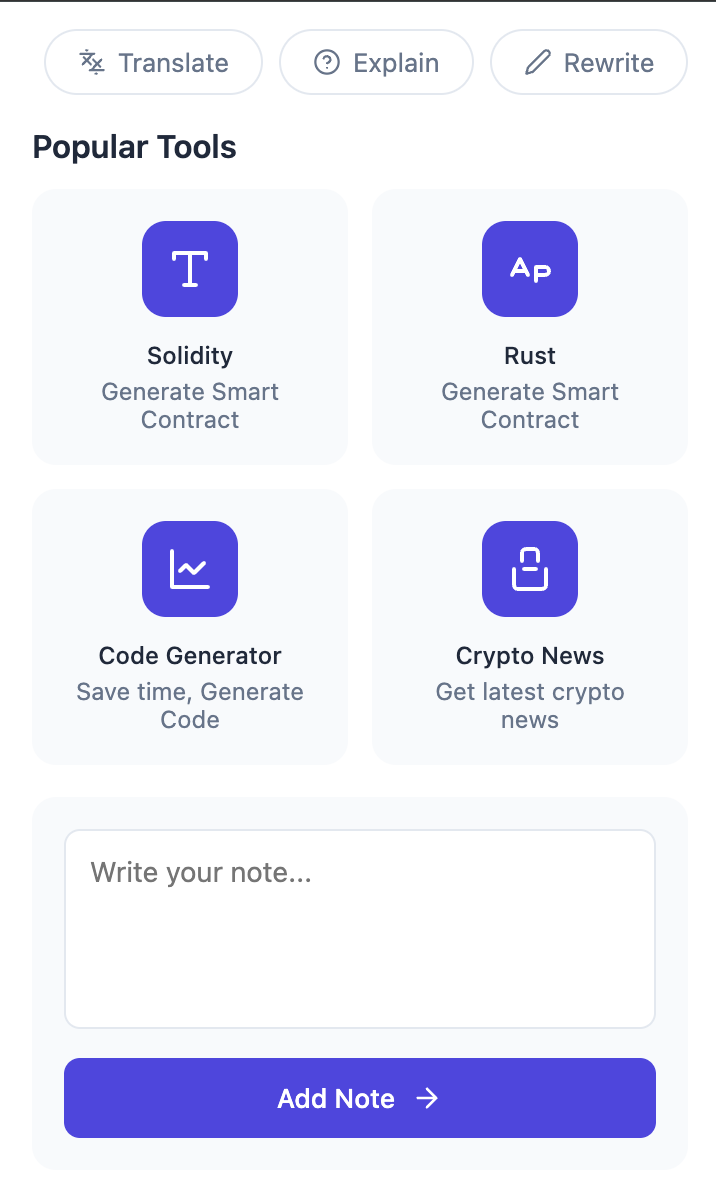 Translate
Explain
Rewrite
Popular Tools
Solidity
Generate Smart
Contract
Rust
Generate Smart
Contract
Code Generator
Save time, Generate
Code
Crypto News
Get latest crypto
news
Write your note...
Add Note